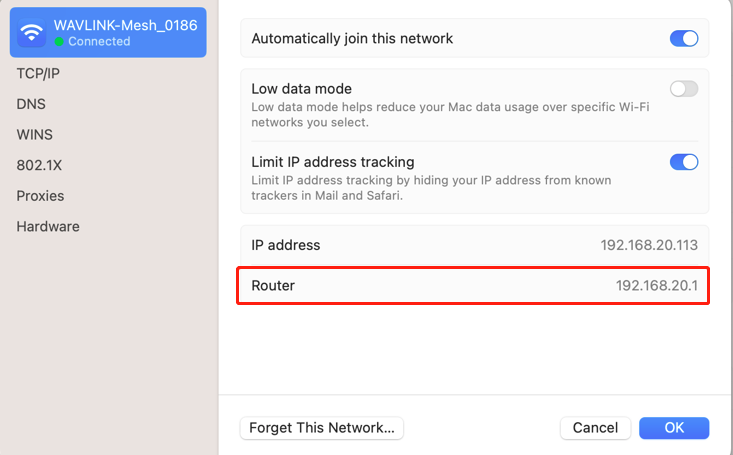 WAVLINK-Mesh_0186
Connected
TCP/IP
DNS
WINS
802.1X
Proxies
Hardware
Automatically join this network
Low data mode
Low data mode helps reduce your Mac data usage over specific Wi-Fi
networks you select.
Limit IP address tracking
Limit IP address tracking by hiding your IP address from known
trackers in Mail and Safari.
IP address 192.168.20.113
Router 192.168.20.1
Forget This Network... Cancel OK